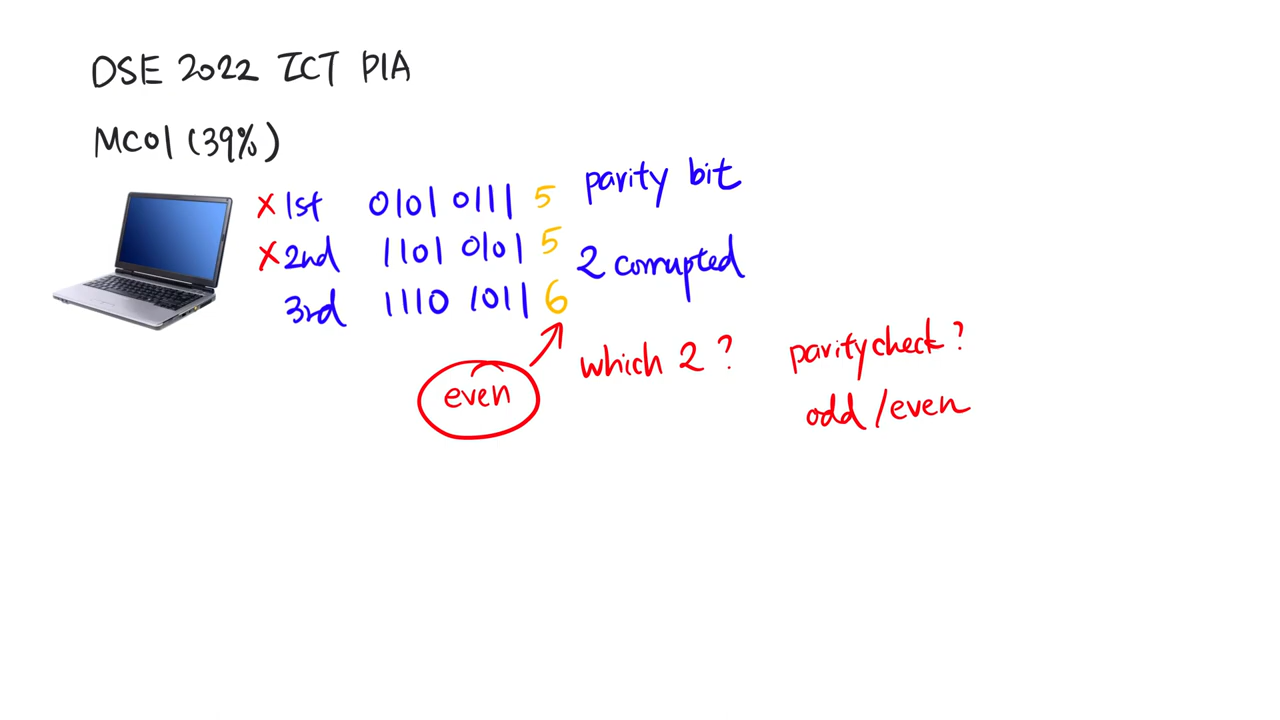 DSE 2022 ICT P1A
MC01 (39%)
× 1st 0101 0111 5 parity bit
× 2nd 1101 0101 5 2 corrupted
3rd 1110 1011 6
which 2 ? parity check ?
even odd / even